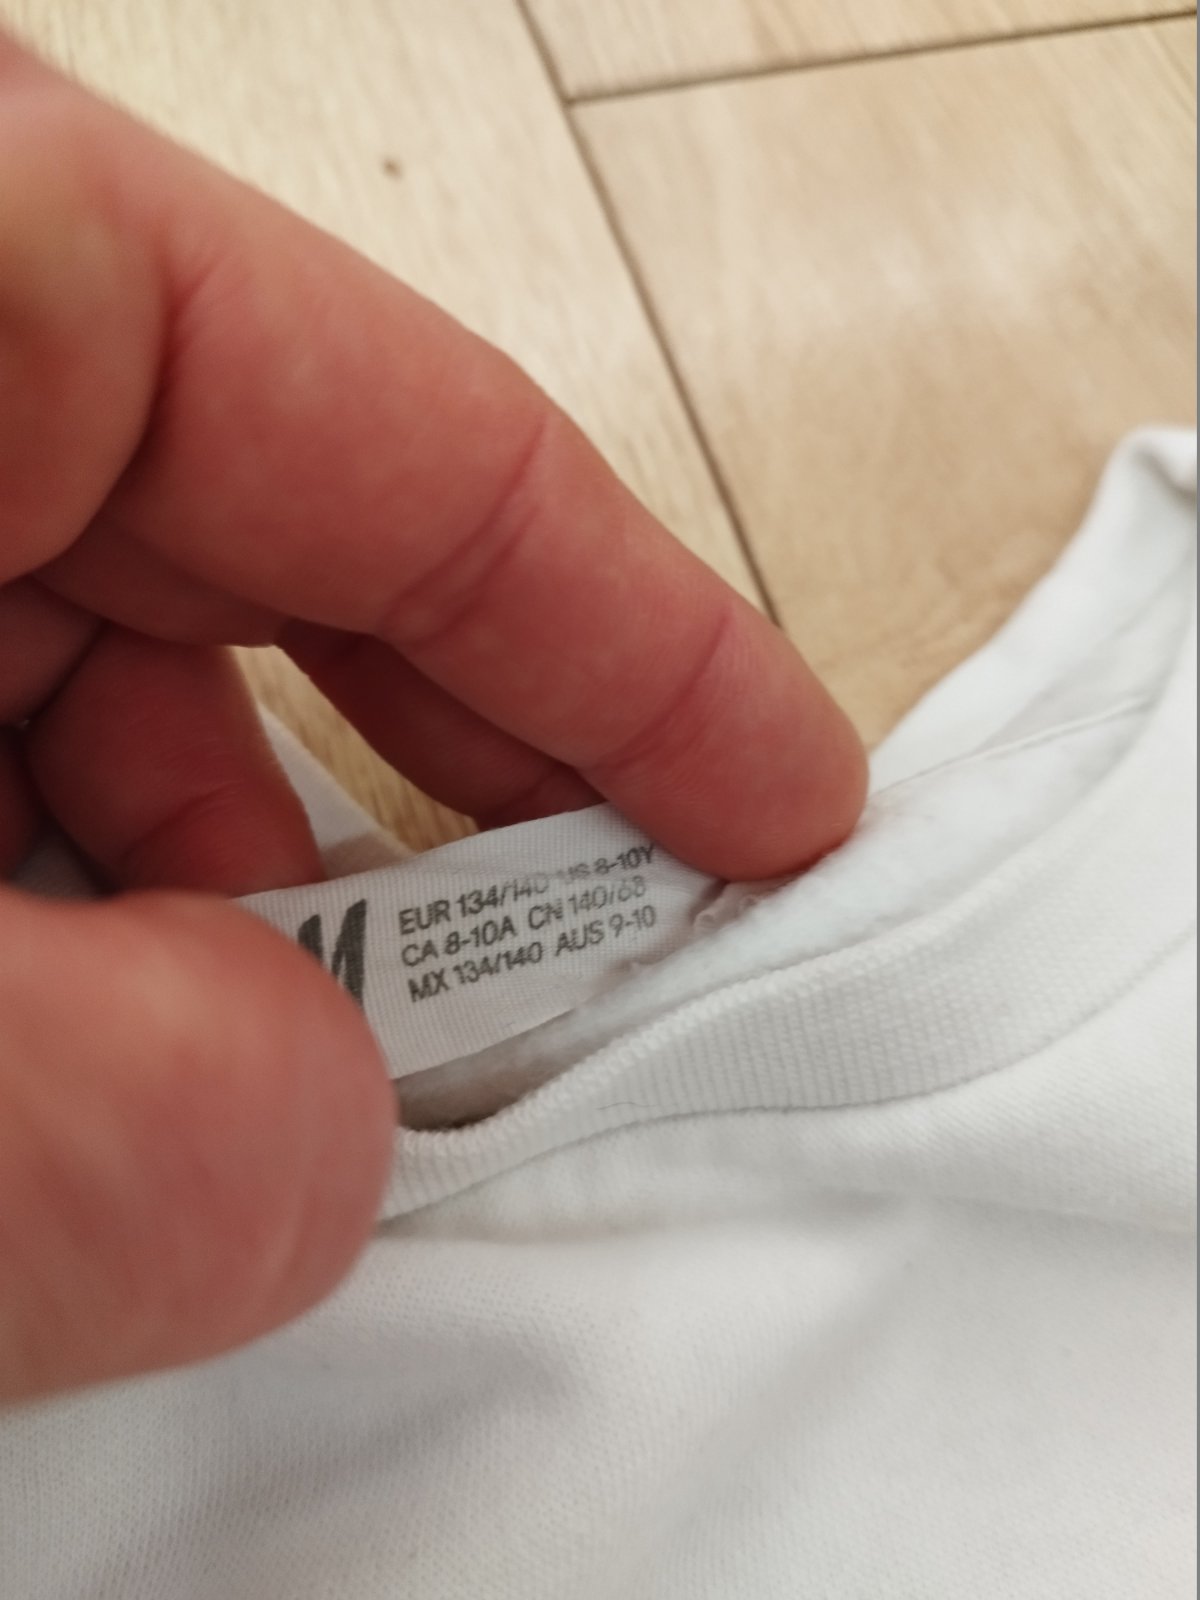 M
EUR 134/140 US 8-10Y
CA 8-10A CN 140/68
MX 134/140 AUS 9-10